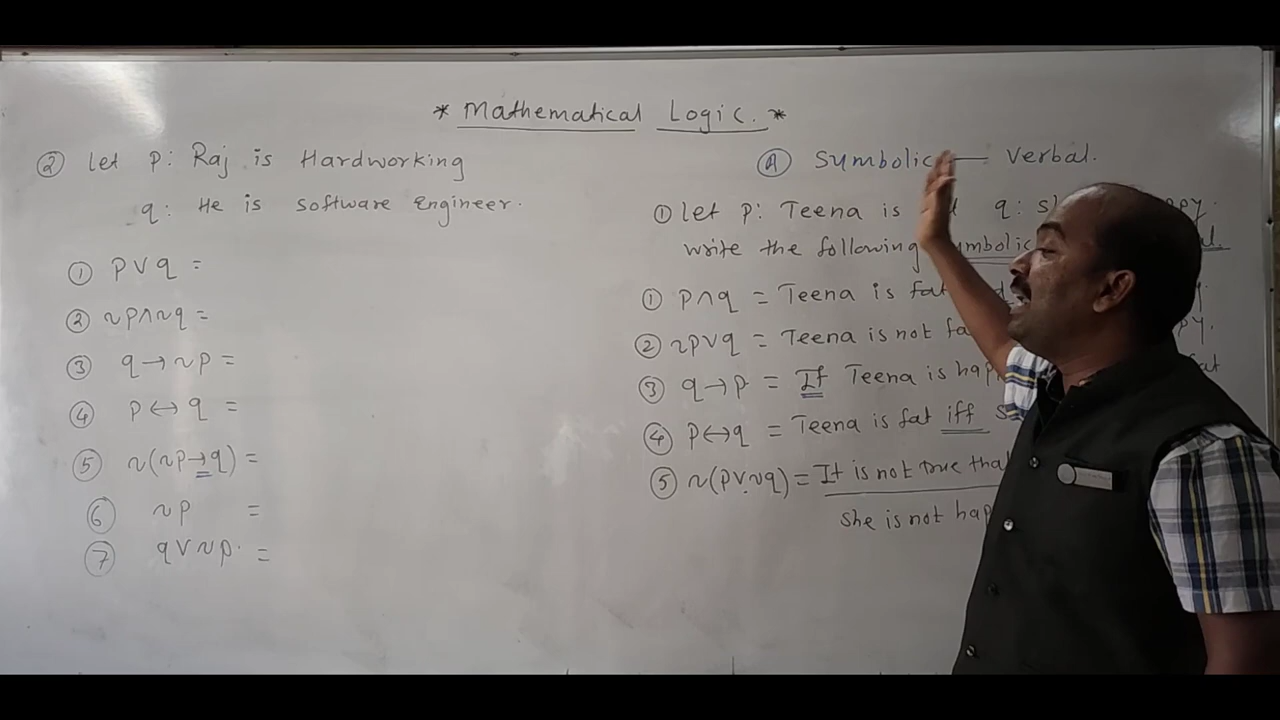 * Mathematical Logic. *
② Let p: Raj is Hardworking
q: He is software Engineer.
① p∨q =
② ~p∧~q =
③ q→~p =
④ p↔q =
⑤ ~(~p→q) =
⑥ ~p =
⑦ q∨~p. =
Ⓐ Symbolic — Verbal.
① Let p: Teena is q:
write the following
① p∧q = Teena is fat
② ~p∨q = Teena is not
③ q→p = If Teena is fat
④ p↔q = Teena is fat iff
⑤ ~(p∨~q) = It is not true that
she is not